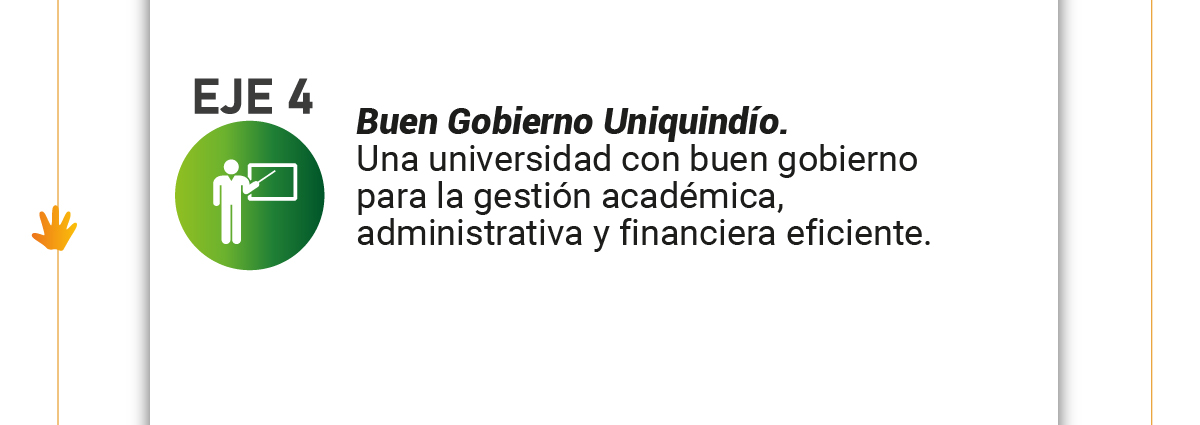 EJE 4
Buen Gobierno Uniquindío.
Una universidad con buen gobierno
para la gestión académica,
administrativa y financiera eficiente.